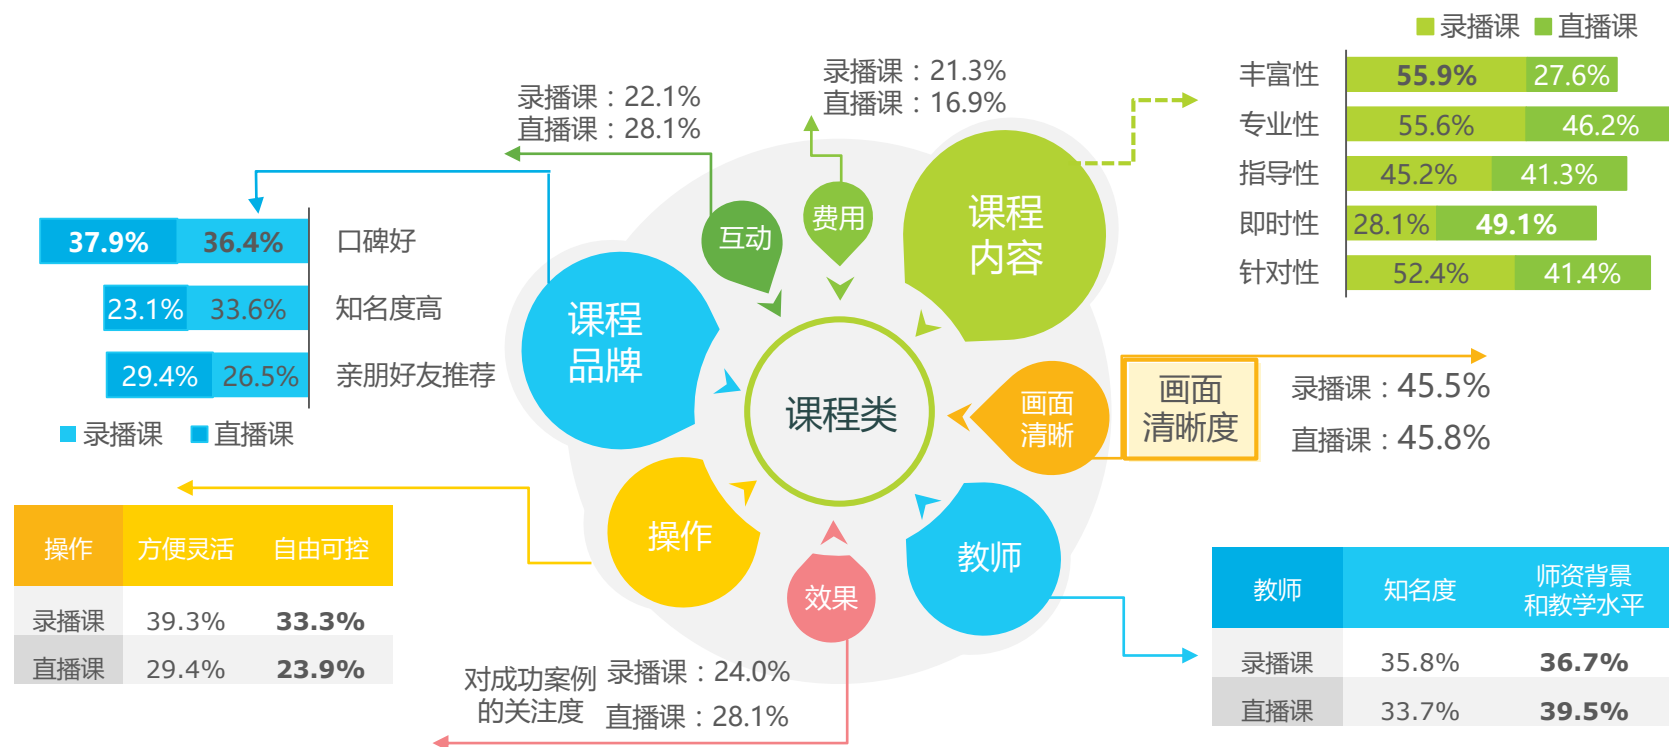 录播课 直播课
丰富性 55.9% 27.6%
专业性 55.6% 46.2%
指导性 45.2% 41.3%
即时性 28.1% 49.1%
针对性 52.4% 41.4%
录播课：21.3%
直播课：16.9%
录播课：22.1%
直播课：28.1%
37.9% 36.4% 口碑好
23.1% 33.6% 知名度高
29.4% 26.5% 亲朋好友推荐
录播课 直播课
互动
费用
课程
内容
课程
品牌
课程类
画面
清晰
画面
清晰度
录播课：45.5%
直播课：45.8%
操作
教师
效果
操作 方便灵活 自由可控
录播课 39.3% 33.3%
直播课 29.4% 23.9%
对成功案例
的关注度
录播课：24.0%
直播课：28.1%
教师 知名度 师资背景
和教学水平
录播课 35.8% 36.7%
直播课 33.7% 39.5%